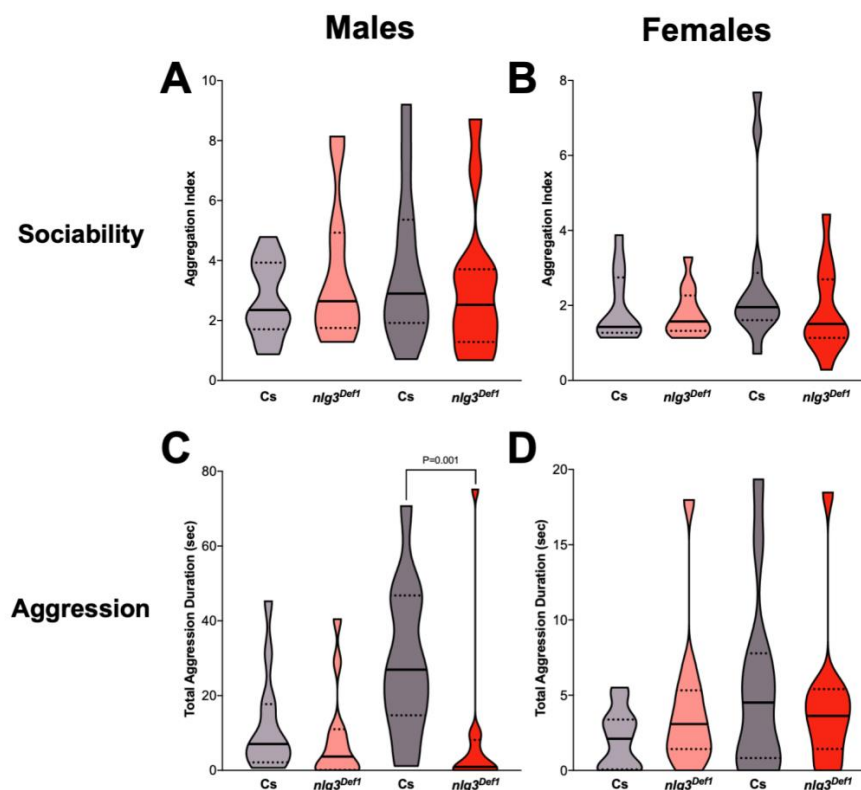 Males
Females
A
B
Sociability
Aggregation Index
10
8
6
4
2
0
Cs
nlg3Def1
Cs
nlg3Def1
Aggregation Index
8
6
4
2
0
Cs
nlg3Def1
Cs
nlg3Def1
C
D
Aggression
Total Aggression Duration (sec)
80
60
40
20
0
P=0.001
Cs
nlg3Def1
Cs
nlg3Def1
Total Aggression Duration (sec)
20
15
10
5
0
Cs
nlg3Def1
Cs
nlg3Def1